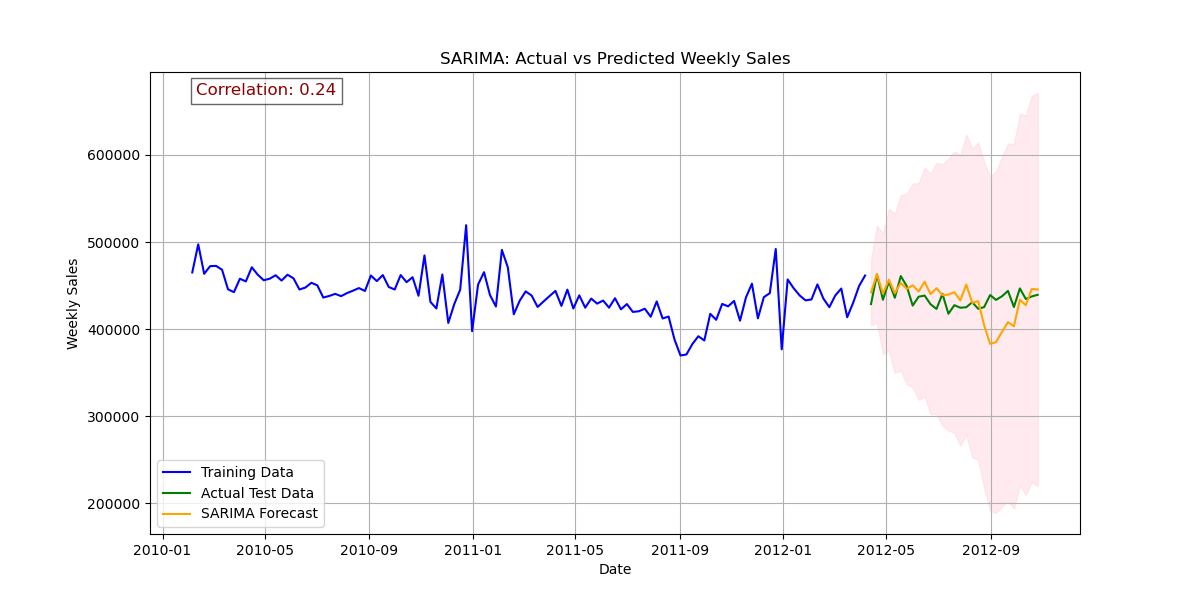 SARIMA: Actual vs Predicted Weekly Sales
Correlation: 0.24
600000
500000
400000
300000
200000
Weekly Sales
Training Data
Actual Test Data
SARIMA Forecast
2010-01 2010-05 2010-09 2011-01 2011-05 2011-09 2012-01 2012-05 2012-09
Date